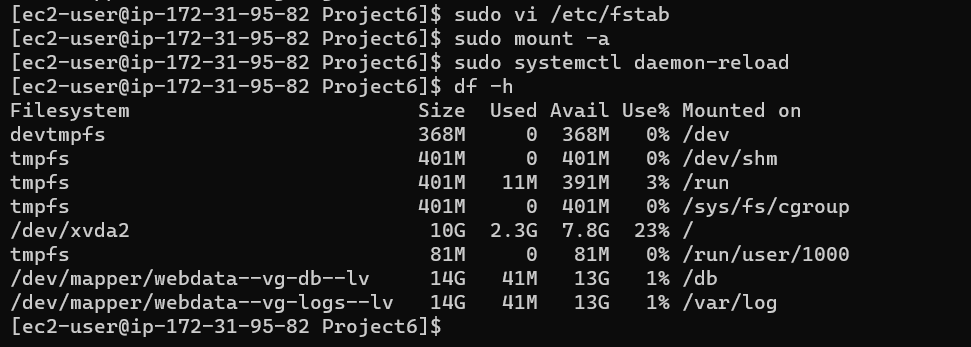 [ec2-user@ip-172-31-95-82 Project6]$ sudo vi /etc/fstab
[ec2-user@ip-172-31-95-82 Project6]$ sudo mount -a
[ec2-user@ip-172-31-95-82 Project6]$ sudo systemctl daemon-reload
[ec2-user@ip-172-31-95-82 Project6]$ df -h
Filesystem                        Size  Used Avail Use% Mounted on
devtmpfs                          368M     0  368M   0% /dev
tmpfs                             401M     0  401M   0% /dev/shm
tmpfs                             401M   11M  391M   3% /run
tmpfs                             401M     0  401M   0% /sys/fs/cgroup
/dev/xvda2                         10G  2.3G  7.8G  23% /
tmpfs                              81M     0   81M   0% /run/user/1000
/dev/mapper/webdata--vg-db--lv     14G   41M   13G   1% /db
/dev/mapper/webdata--vg-logs--lv   14G   41M   13G   1% /var/log
[ec2-user@ip-172-31-95-82 Project6]$